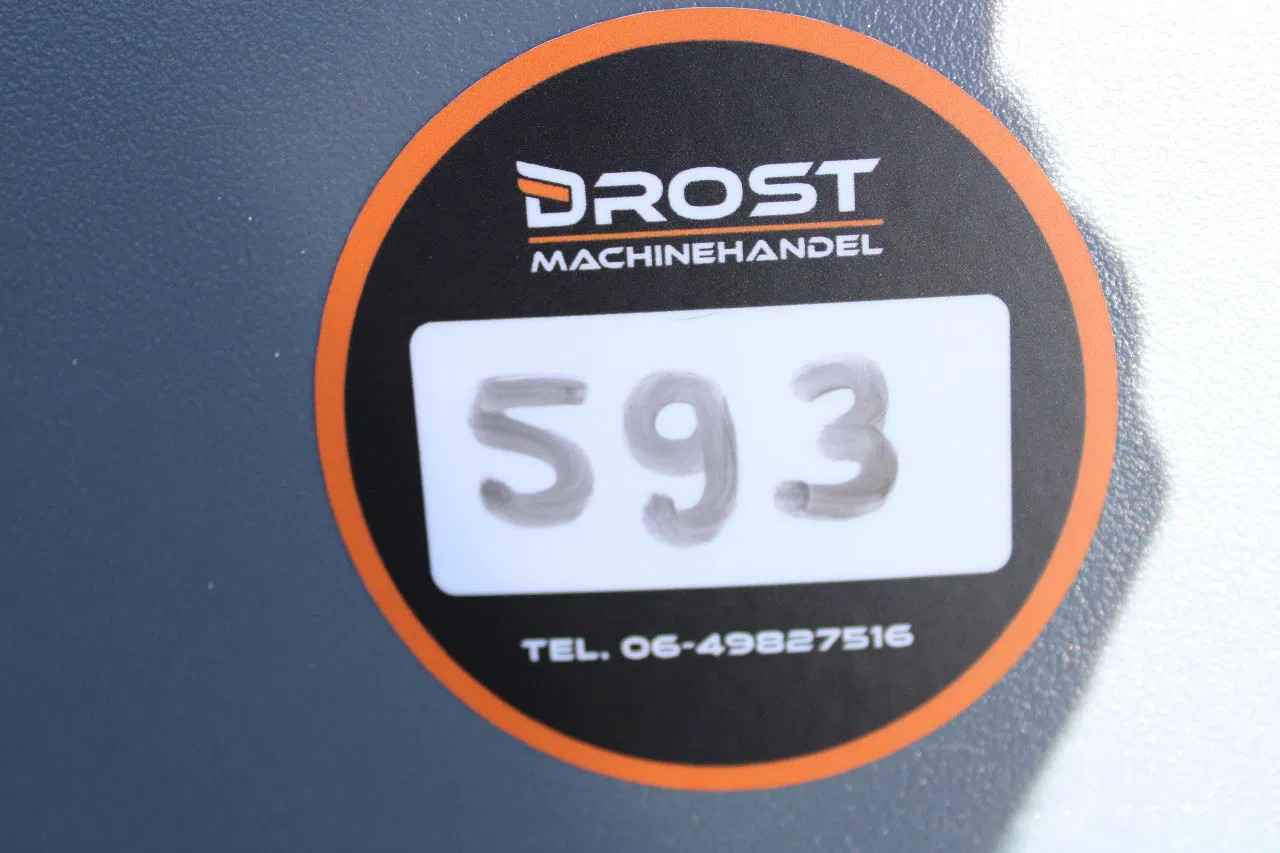 DROST
MACHINEHANDEL
593
TEL. 06-49827516